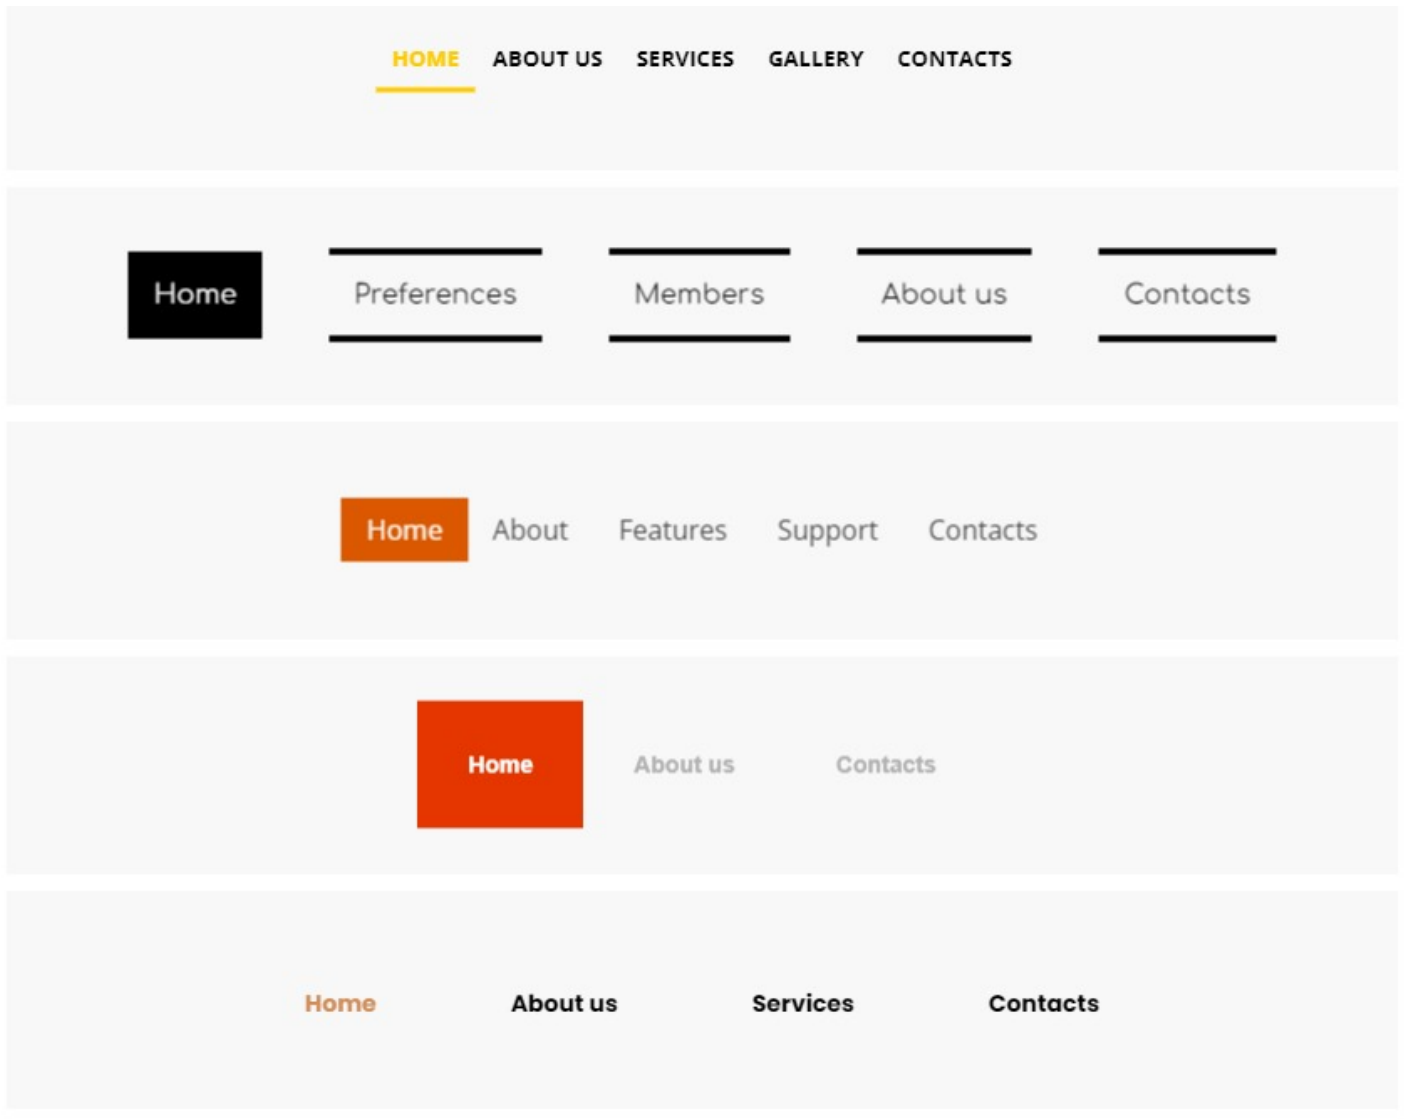 HOME ABOUT US SERVICES GALLERY CONTACTS
Home Preferences Members About us Contacts
Home About Features Support Contacts
Home About us Contacts
Home About us Services Contacts